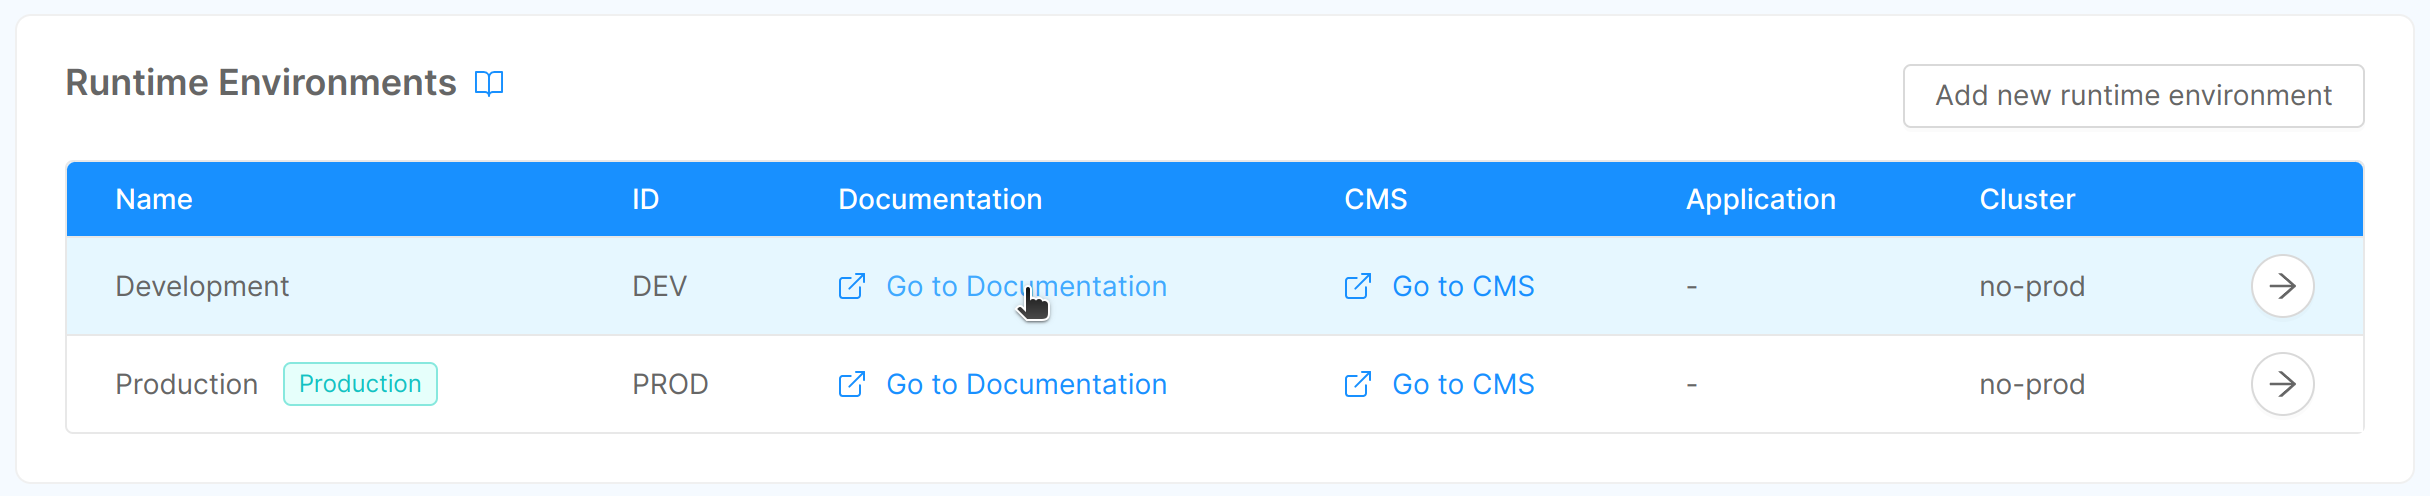 Runtime Environments
Add new runtime environment
Name ID Documentation CMS Application Cluster
Development DEV Go to Documentation Go to CMS - no-prod
Production Production PROD Go to Documentation Go to CMS - no-prod